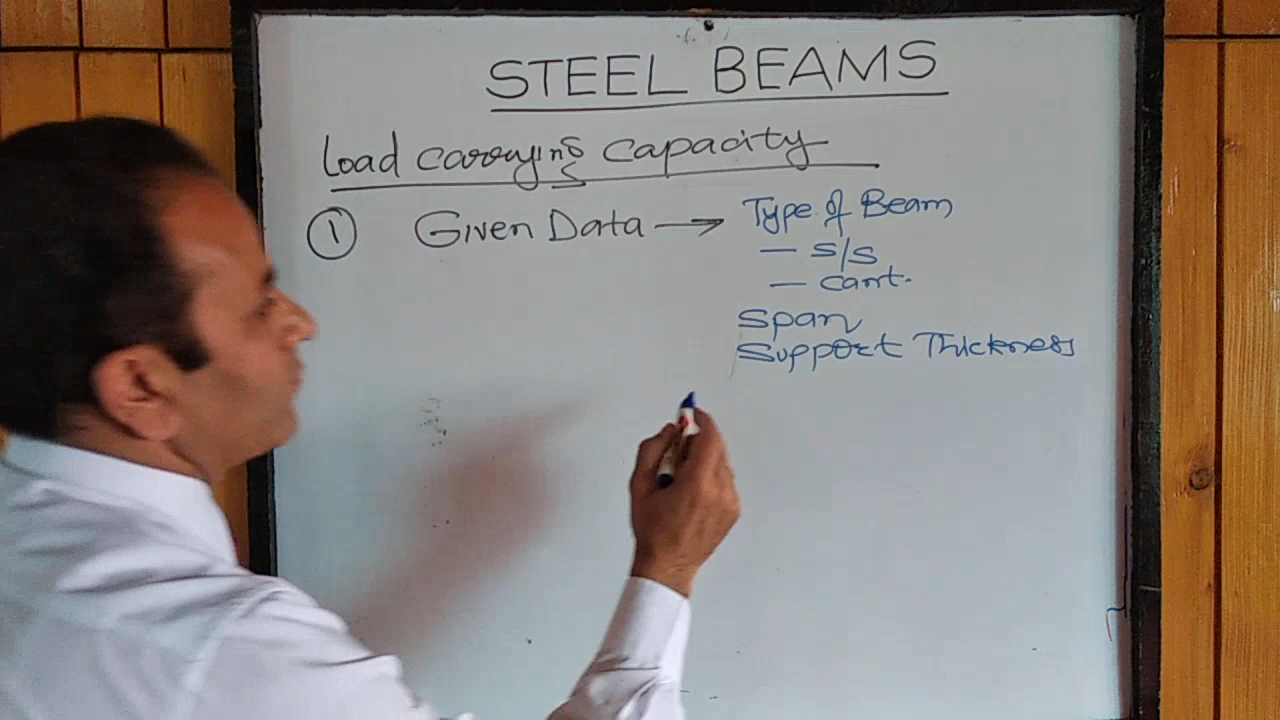 STEEL BEAMS
Load carrying capacity
① Given Data → Type of Beam
— S/S
— Cant.
Span
Support Thickness